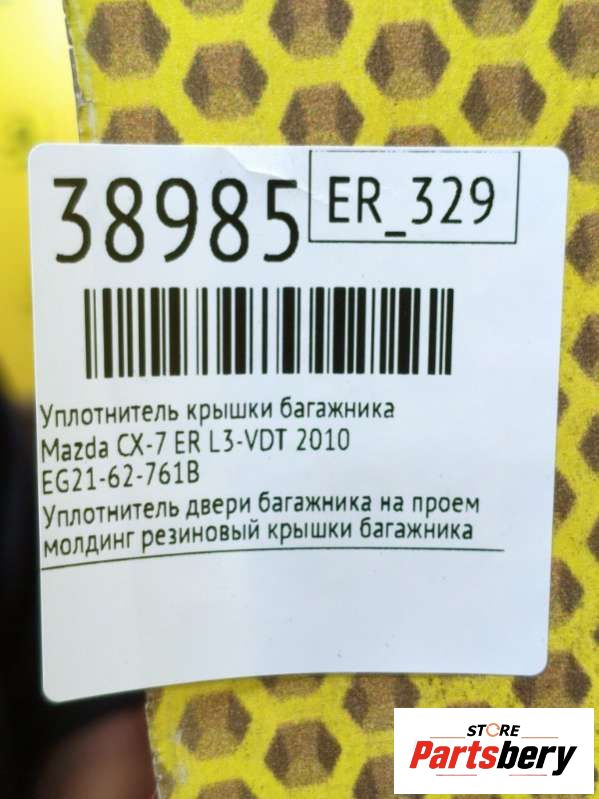 38985
ER_329
Уплотнитель крышки багажника
Mazda CX-7 ER L3-VDT 2010
EG21-62-761B
Уплотнитель двери багажника на проем
молдинг резиновый крышки багажника
STORE
Partsbery